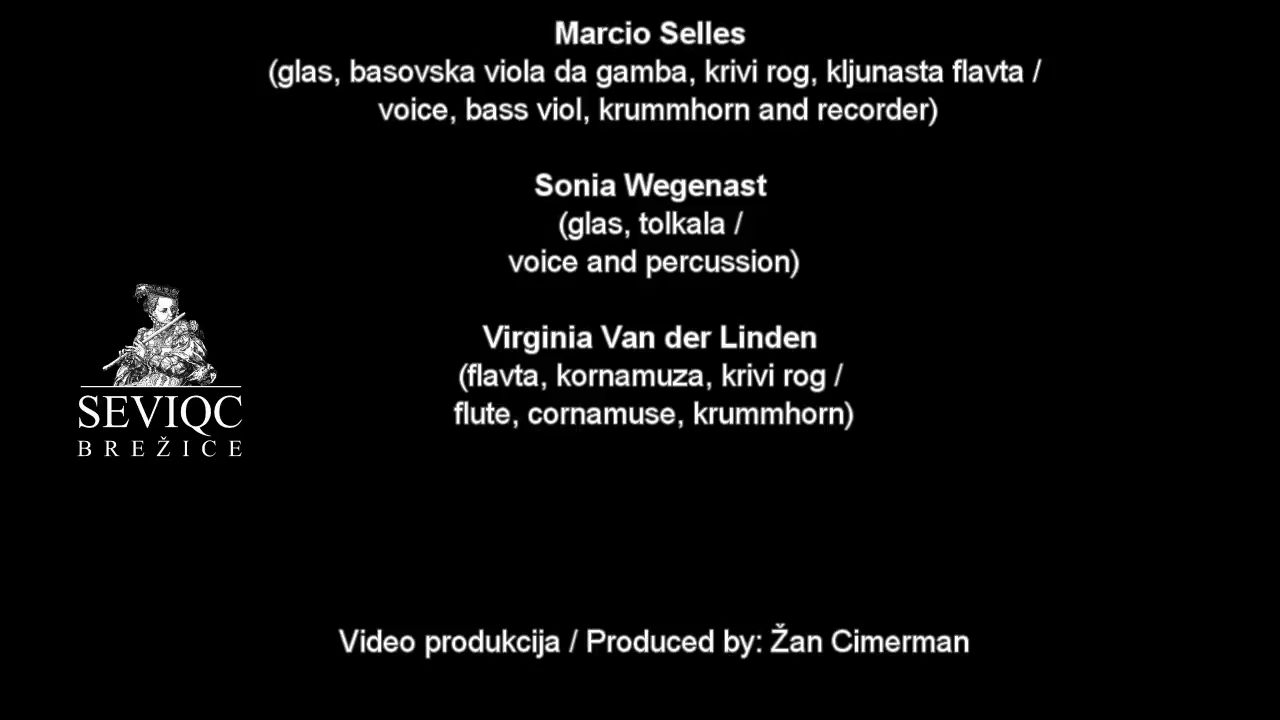 Marcio Selles
(glas, basovska viola da gamba, krivi rog, kljunasta flavta /
voice, bass viol, krummhorn and recorder)
Sonia Wegenast
(glas, tolkala /
voice and percussion)
Virginia Van der Linden
(flavta, kornamuza, krivi rog /
flute, cornamuse, krummhorn)
SEVIQC
BREŽICE
Video produkcija / Produced by: Žan Cimerman